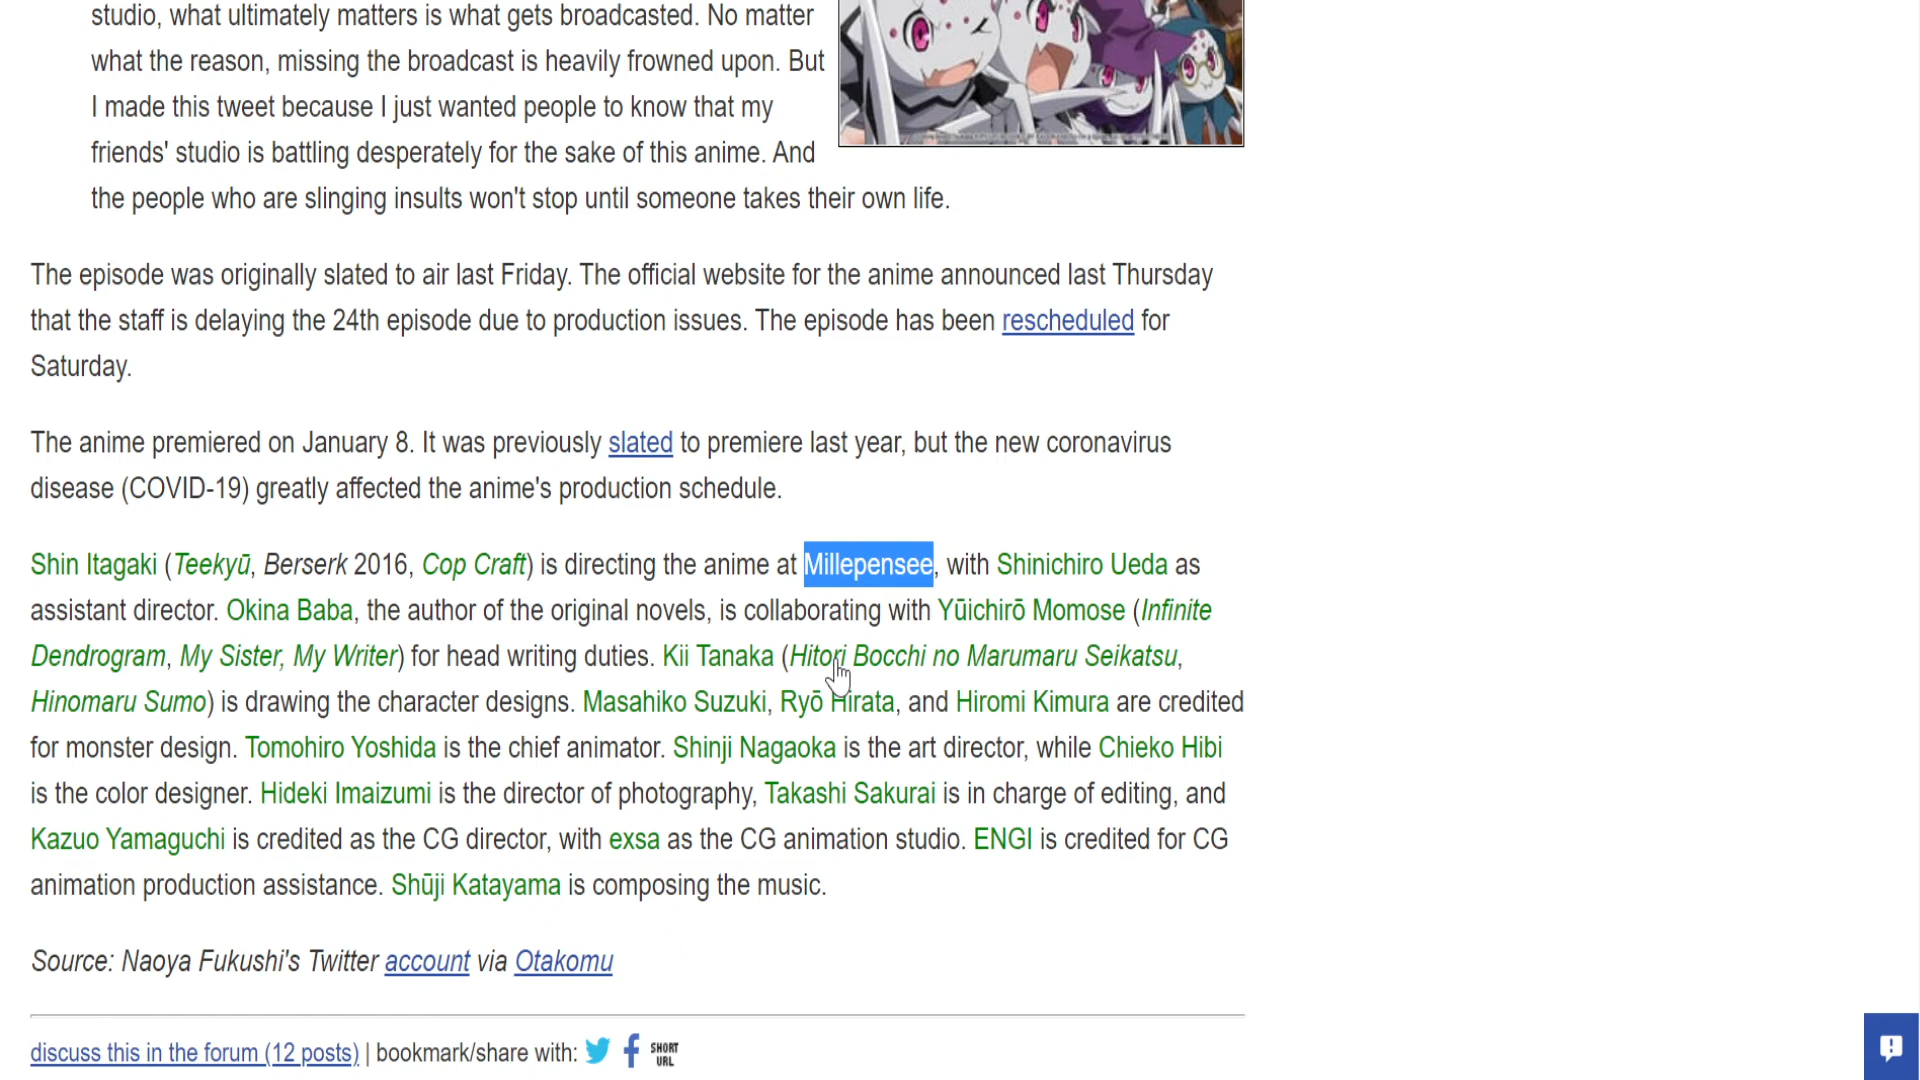 studio, what ultimately matters is what gets broadcasted. No matter
what the reason, missing the broadcast is heavily frowned upon. But
I made this tweet because I just wanted people to know that my
friends' studio is battling desperately for the sake of this anime. And
the people who are slinging insults won't stop until someone takes their own life.
The episode was originally slated to air last Friday. The official website for the anime announced last Thursday
that the staff is delaying the 24th episode due to production issues. The episode has been rescheduled for
Saturday.
The anime premiered on January 8. It was previously slated to premiere last year, but the new coronavirus
disease (COVID-19) greatly affected the anime's production schedule.
Shin Itagaki (Teekyū, Berserk 2016, Cop Craft) is directing the anime at Millepensee, with Shinichiro Ueda as
assistant director. Okina Baba, the author of the original novels, is collaborating with Yūichirō Momose (Infinite
Dendrogram, My Sister, My Writer) for head writing duties. Kii Tanaka (Hitori Bocchi no Marumaru Seikatsu,
Hinomaru Sumo) is drawing the character designs. Masahiko Suzuki, Ryō Hirata, and Hiromi Kimura are credited
for monster design. Tomohiro Yoshida is the chief animator. Shinji Nagaoka is the art director, while Chieko Hibi
is the color designer. Hideki Imaizumi is the director of photography, Takashi Sakurai is in charge of editing, and
Kazuo Yamaguchi is credited as the CG director, with exsa as the CG animation studio. ENGI is credited for CG
animation production assistance. Shūji Katayama is composing the music.
Source: Naoya Fukushi's Twitter account via Otakomu
discuss this in the forum (12 posts) | bookmark/share with: SHORT
URL